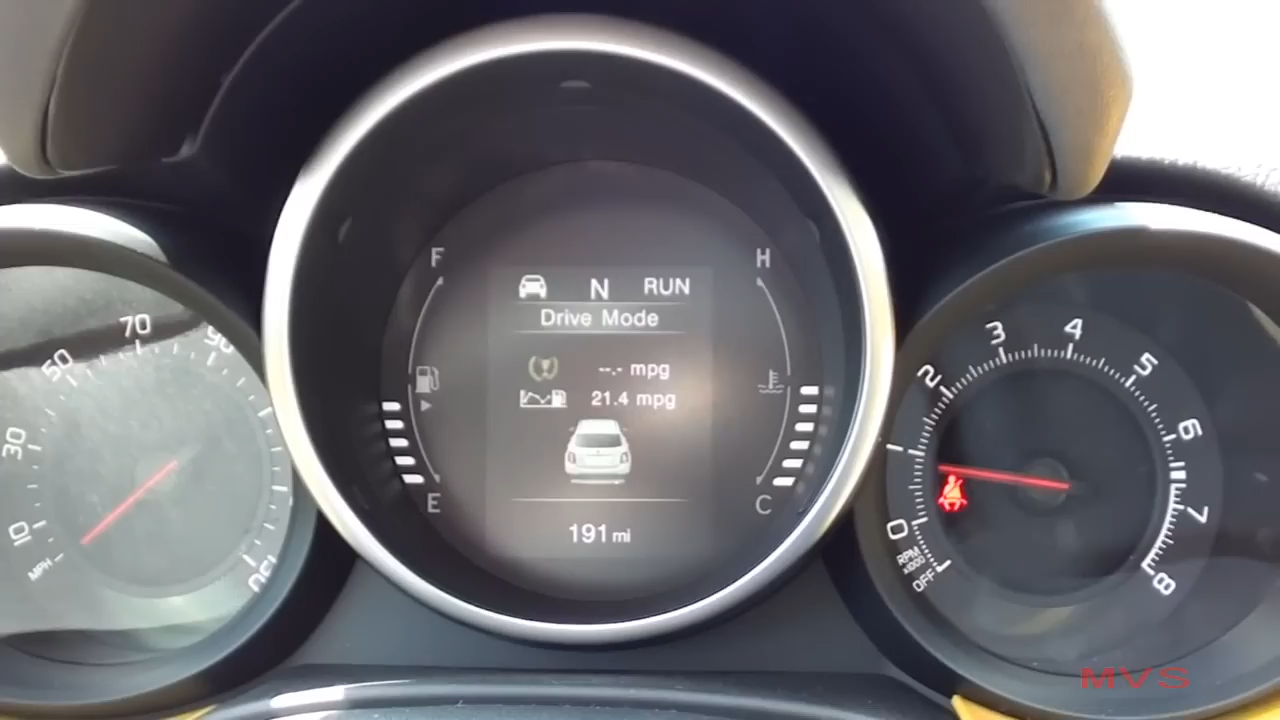 F
H
N RUN
Drive Mode
--.- mpg
21.4 mpg
E
C
191 mi
10
30
50
70
90
MPH
OFF
RPM
x1000
0
2
3
4
5
6
7
8
MVS